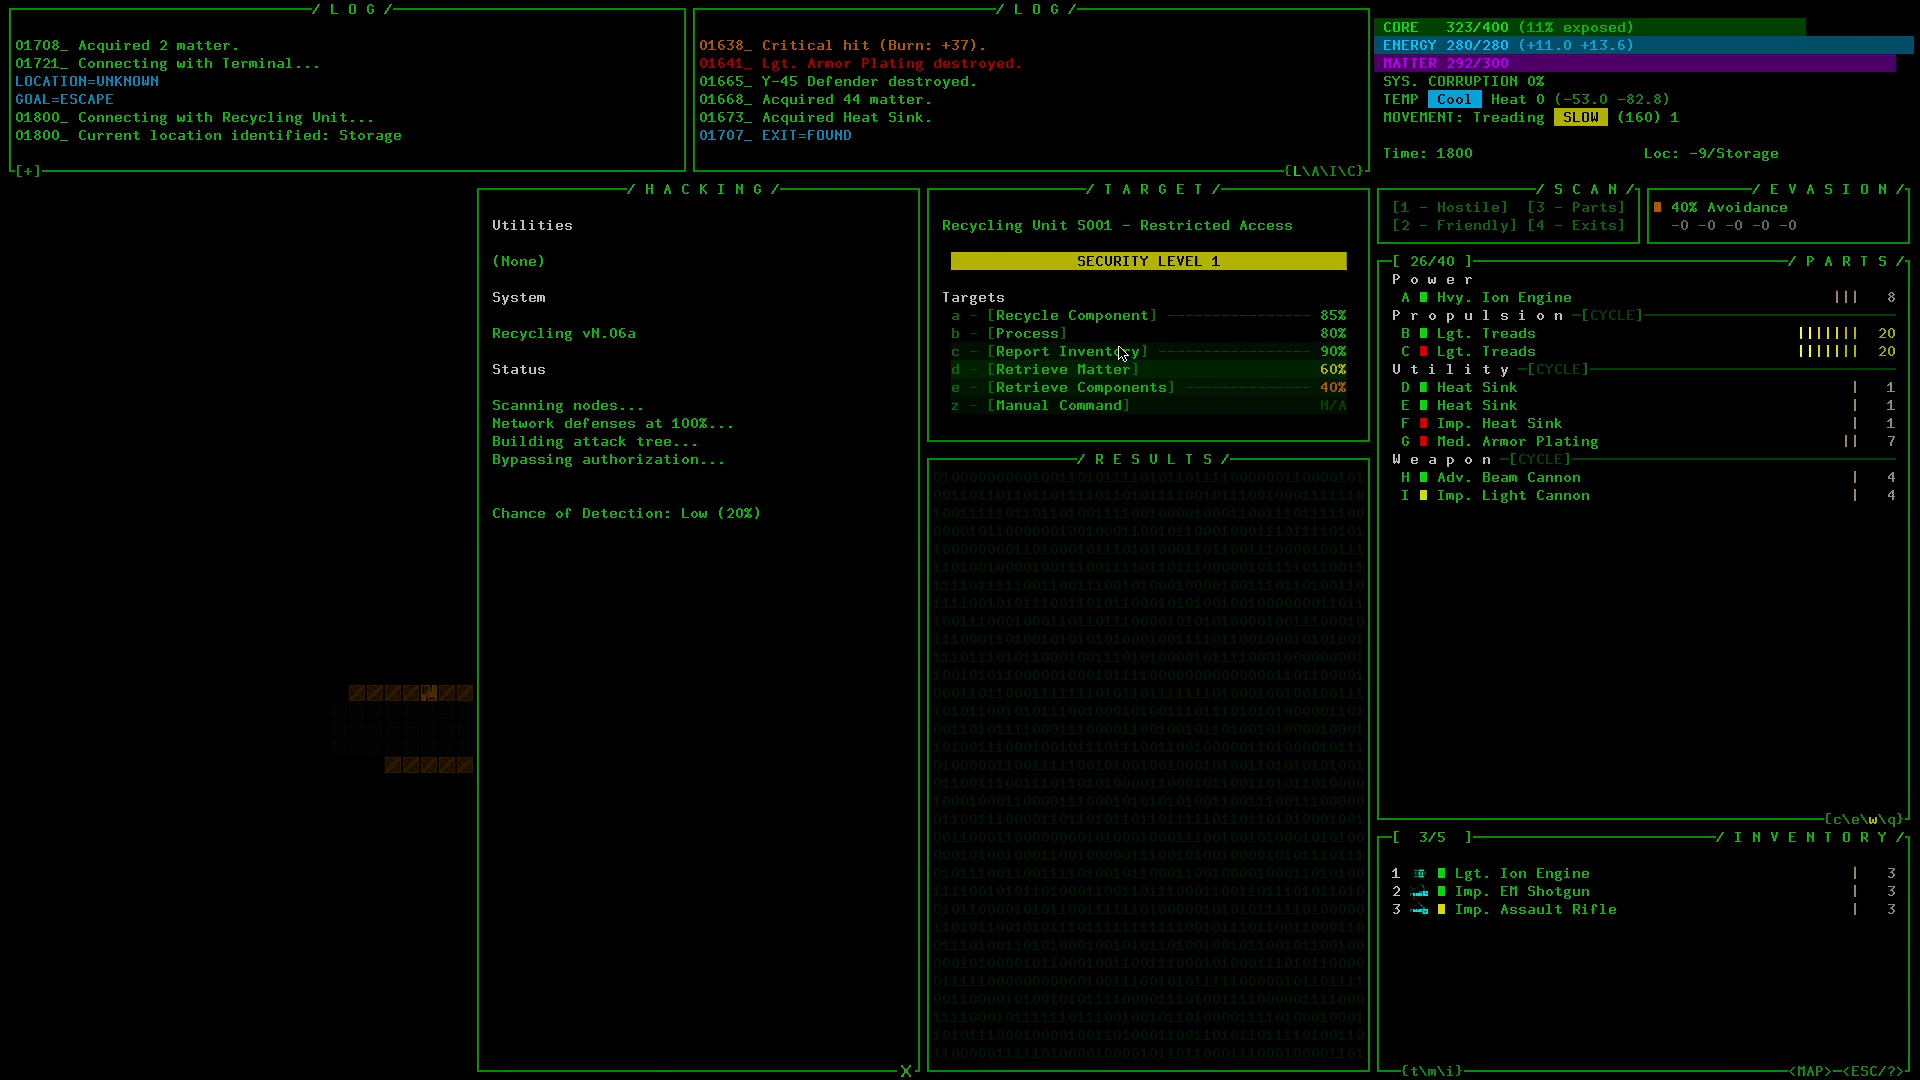 / L O G /
01708_ Acquired 2 matter.
01721_ Connecting with Terminal...
LOCATION=UNKNOWN
GOAL=ESCAPE
01800_ Connecting with Recycling Unit...
01800_ Current location identified: Storage
[+]
/ L O G /
01638_ Critical hit (Burn: +37).
01641_ Lgt. Armor Plating destroyed.
01665_ Y-45 Defender destroyed.
01668_ Acquired 44 matter.
01673_ Acquired Heat Sink.
01707_ EXIT=FOUND
{L\A\I\C}
CORE 323/400 (11% exposed)
ENERGY 280/280 (+11.0 +13.6)
MATTER 292/300
SYS. CORRUPTION 0%
TEMP Cool Heat 0 (-53.0 -82.8)
MOVEMENT: Treading SLOW (160) 1
Time: 1800 Loc: -9/Storage
/ H A C K I N G /
Utilities
(None)
System
Recycling vN.06a
Status
Scanning nodes...
Network defenses at 100%...
Building attack tree...
Bypassing authorization...
Chance of Detection: Low (20%)
X
/ T A R G E T /
Recycling Unit S001 - Restricted Access
SECURITY LEVEL 1
Targets
a - [Recycle Component] 85%
b - [Process] 80%
c - [Report Inventory] 90%
d - [Retrieve Matter] 60%
e - [Retrieve Components] 40%
z - [Manual Command] N/A
/ R E S U L T S /
/ S C A N /
[1 - Hostile] [3 - Parts]
[2 - Friendly] [4 - Exits]
/ E V A S I O N /
40% Avoidance
-0 -0 -0 -0 -0
[ 26/40 ] / P A R T S /
P o w e r
A Hvy. Ion Engine 8
P r o p u l s i o n [CYCLE]
B Lgt. Treads 20
C Lgt. Treads 20
U t i l i t y [CYCLE]
D Heat Sink 1
E Heat Sink 1
F Imp. Heat Sink 1
G Med. Armor Plating 7
W e a p o n [CYCLE]
H Adv. Beam Cannon 4
I Imp. Light Cannon 4
{c\e\w\q}
[ 3/5 ] / I N V E N T O R Y /
1 Lgt. Ion Engine 3
2 Imp. EM Shotgun 3
3 Imp. Assault Rifle 3
{t\m\i} <MAP> <ESC/?>